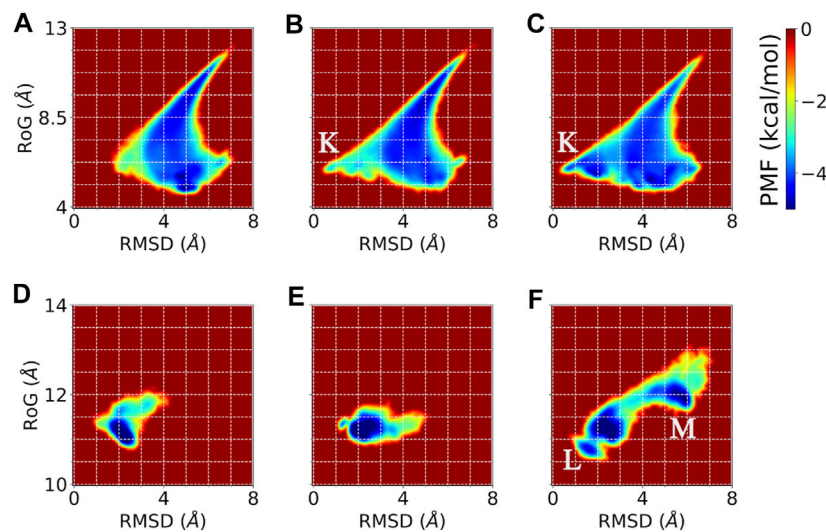 A
B
C
13
8.5
4
RoG (Å)
K
K
0
4
8
0
4
8
0
4
8
RMSD (Å)
RMSD (Å)
RMSD (Å)
0
−2
−4
PMF (kcal/mol)
D
E
F
14
12
10
RoG (Å)
L
M
0
4
8
0
4
8
0
4
8
RMSD (Å)
RMSD (Å)
RMSD (Å)